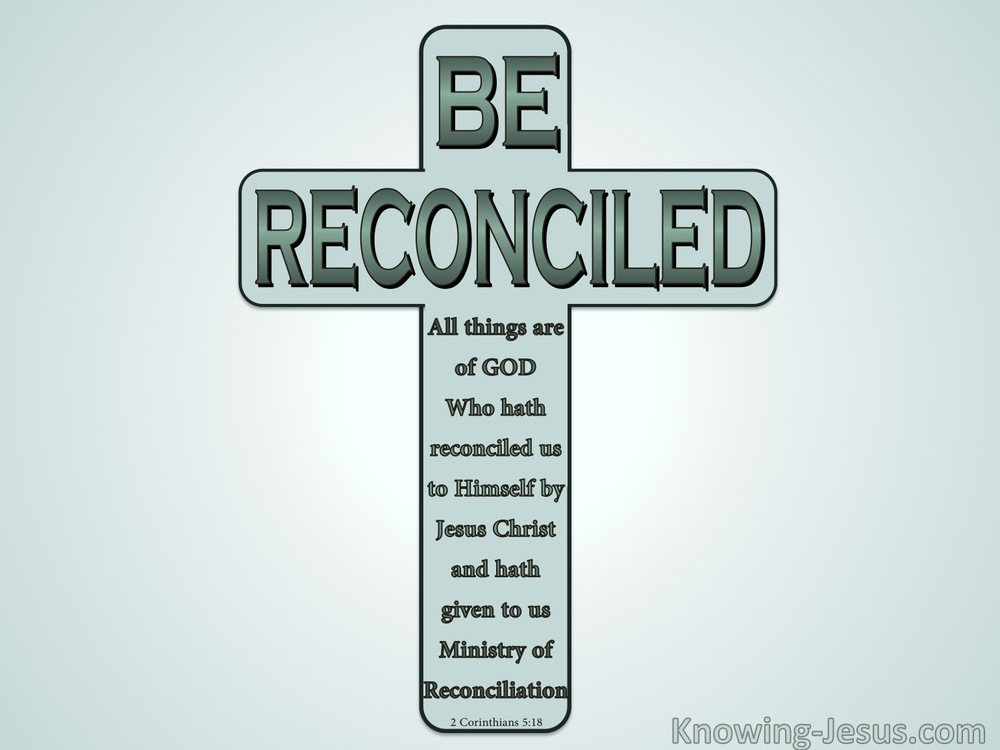 BE
RECONCILED
All things are
of GOD
Who hath
reconciled us
to Himself by
Jesus Christ
and hath
given to us
Ministry of
Reconciliation
2 Corinthians 5:18
Knowing-Jesus.com